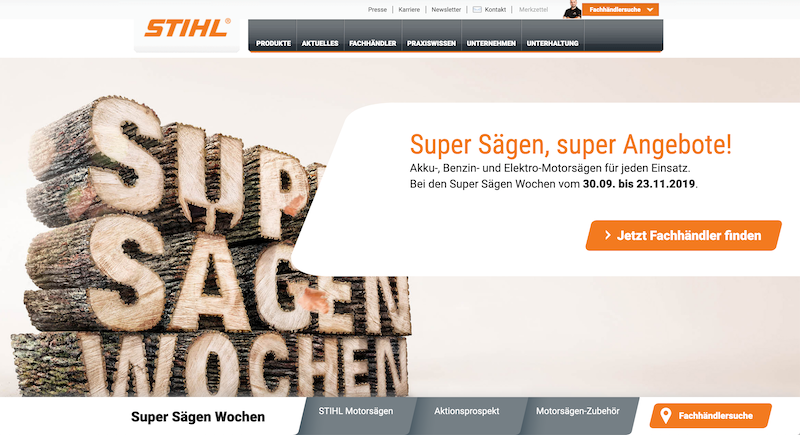 Presse | Karriere | Newsletter | Kontakt | Merkzettel
Fachhändlersuche
STIHL®
PRODUKTE AKTUELLES FACHHÄNDLER PRAXISWISSEN UNTERNEHMEN UNTERHALTUNG
SUPER
SÄGEN
WOCHEN
Super Sägen, super Angebote!
Akku-, Benzin- und Elektro-Motorsägen für jeden Einsatz.
Bei den Super Sägen Wochen vom 30.09. bis 23.11.2019.
Jetzt Fachhändler finden
Super Sägen Wochen
STIHL Motorsägen
Aktionsprospekt
Motorsägen-Zubehör
Fachhändlersuche